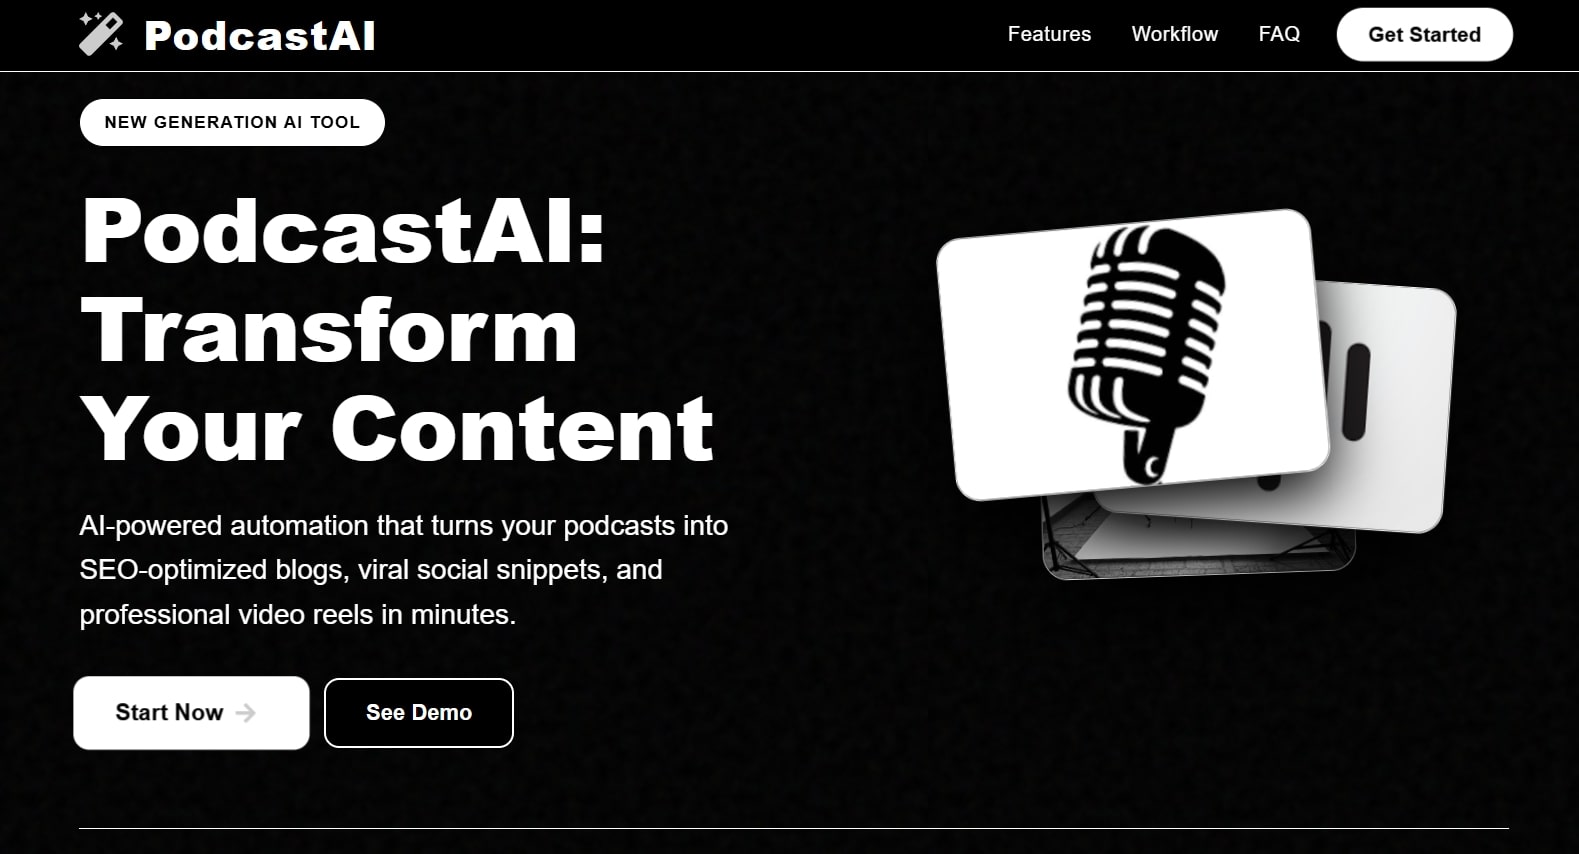 PodcastAI
Features
Workflow
FAQ
Get Started
NEW GENERATION AI TOOL
PodcastAI:
Transform
Your Content
AI-powered automation that turns your podcasts into
SEO-optimized blogs, viral social snippets, and
professional video reels in minutes.
Start Now
See Demo